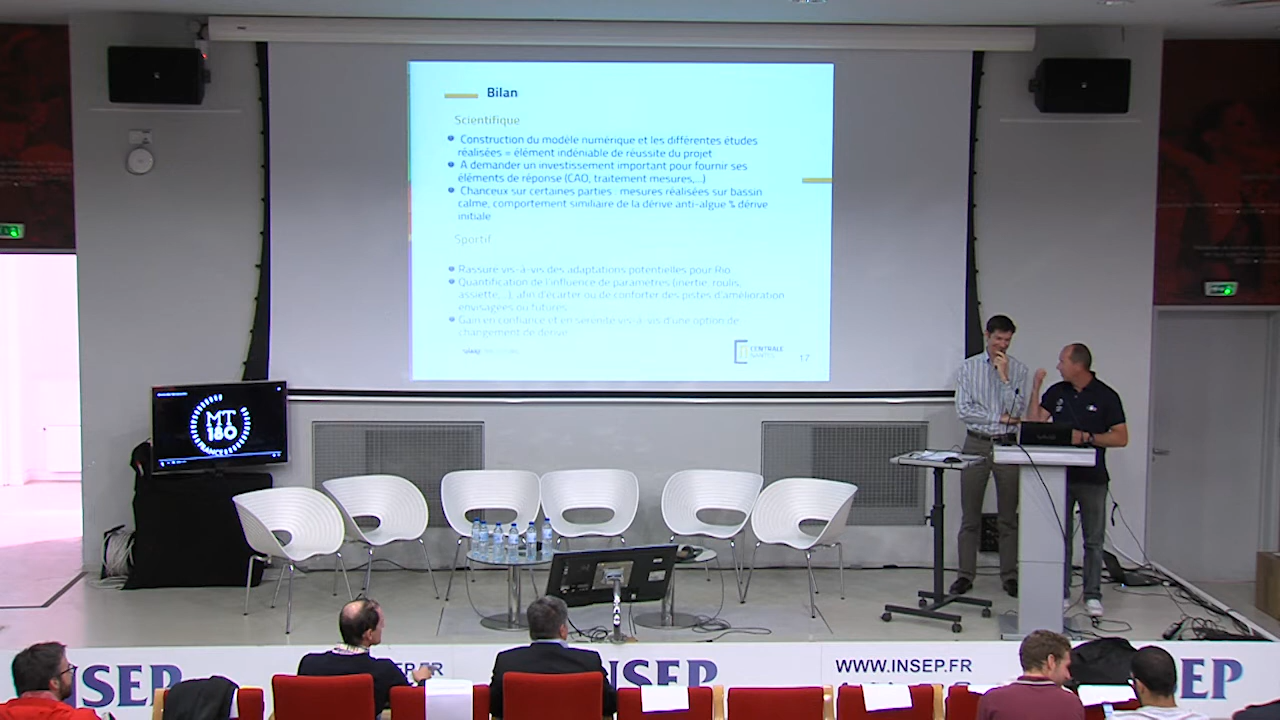 Bilan
Scientifique
Construction du modèle numérique et les différentes études
réalisées = élément indéniable de réussite du projet
A demander un investissement important pour fournir ses
éléments de réponse (CAO, traitement mesures,...)
Chanceux sur certaines parties : mesures réalisées sur bassin
calme, comportement similiaire de la dérive anti-algue % dérive
initiale
Sportif
Rassure vis-à-vis des adaptations potentielles pour Rio
Quantification de l'influence de paramètres (inertie, roulis,
assiette,...), afin d'écarter ou de conforter des pistes d'amélioration
envisagées ou futures
Gain en confiance et en sérénité vis-à-vis d'une option de
changement de dérive
CENTRALE
NANTES
17
MT
180
FRANCE
INSEP
INSEP
WWW.INSEP.FR
EP